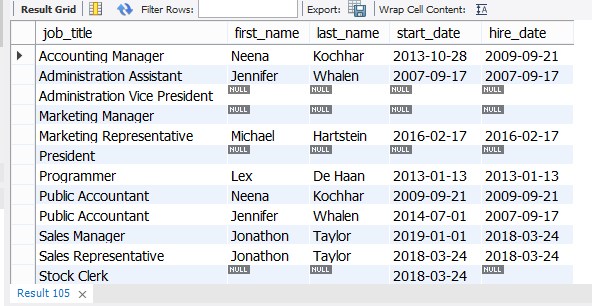 Result Grid Filter Rows: Export: Wrap Cell Content:
job_title first_name last_name start_date hire_date
Accounting Manager Neena Kochhar 2013-10-28 2009-09-21
Administration Assistant Jennifer Whalen 2007-09-17 2007-09-17
Administration Vice President NULL NULL NULL NULL
Marketing Manager
Marketing Representative Michael Hartstein 2016-02-17 2016-02-17
President NULL NULL NULL NULL
Programmer Lex De Haan 2013-01-13 2013-01-13
Public Accountant Neena Kochhar 2009-09-21 2009-09-21
Public Accountant Jennifer Whalen 2014-07-01 2007-09-17
Sales Manager Jonathon Taylor 2019-01-01 2018-03-24
Sales Representative Jonathon Taylor 2018-03-24 2018-03-24
Stock Clerk NULL NULL 2018-03-24 NULL
Result 105